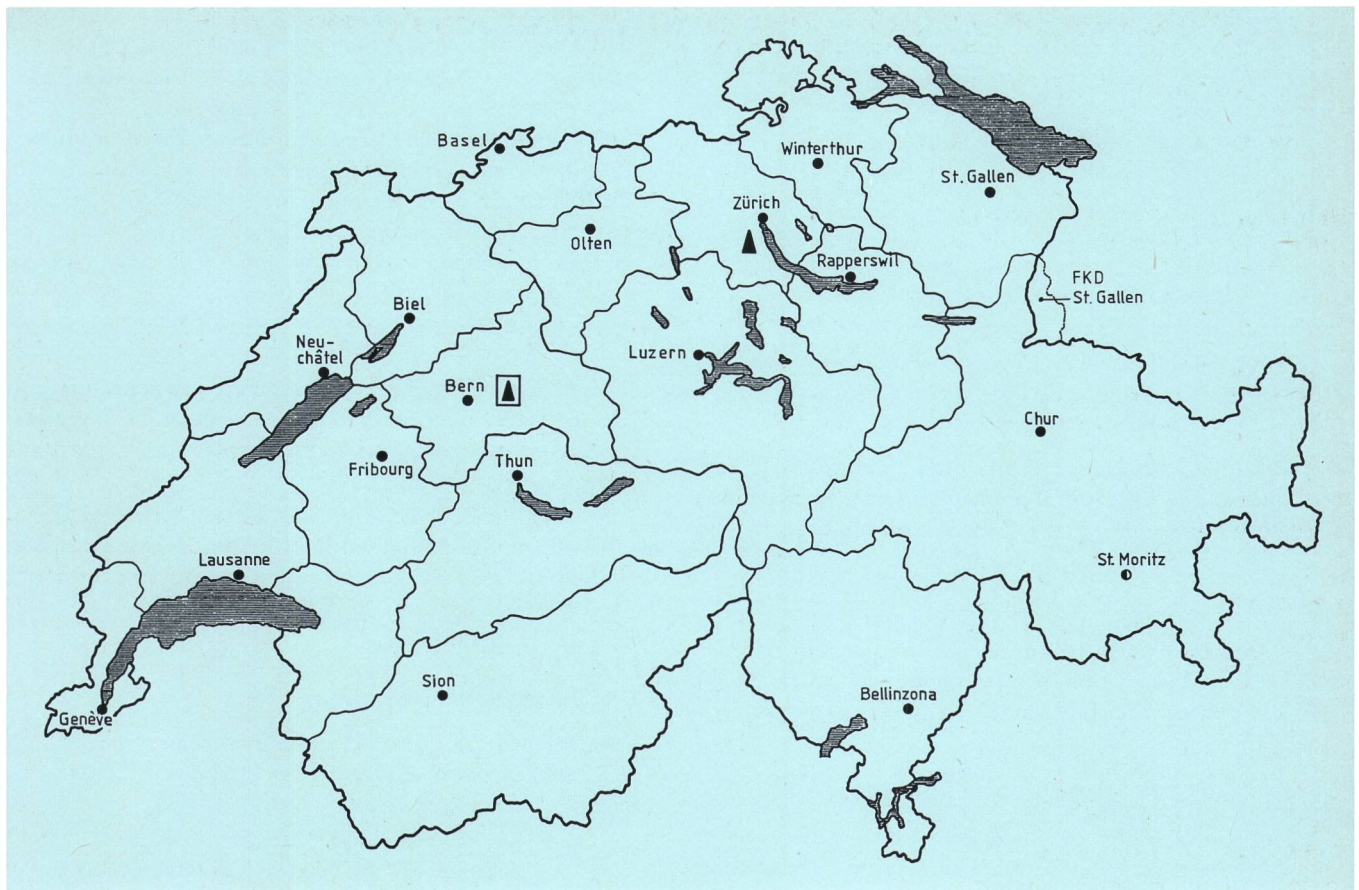 Basel
Winterthur
St. Gallen
Zürich
Olten
Rapperswil
FKD
St. Gallen
Biel
Neu-
châtel
Luzern
Bern
Chur
Fribourg
Thun
Lausanne
St. Moritz
Sion
Bellinzona
Genève